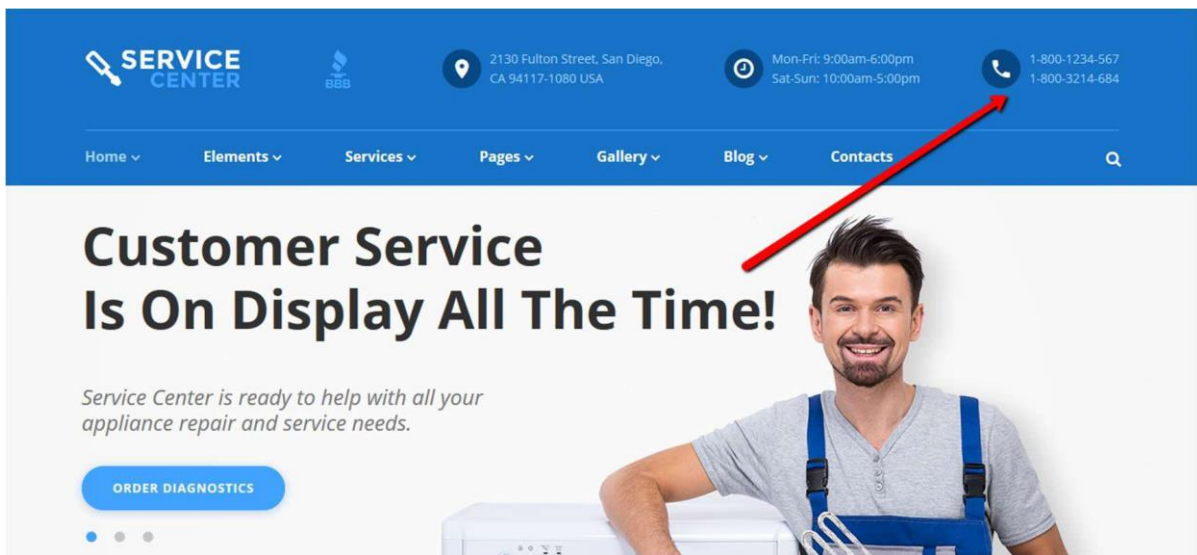 SERVICE
CENTER
BBB
2130 Fulton Street, San Diego,
CA 94117-1080 USA
Mon-Fri: 9:00am-6:00pm
Sat-Sun: 10:00am-5:00pm
1-800-1234-567
1-800-3214-684
Home Elements Services Pages Gallery Blog Contacts
Customer Service
Is On Display All The Time!
Service Center is ready to help with all your
appliance repair and service needs.
ORDER DIAGNOSTICS